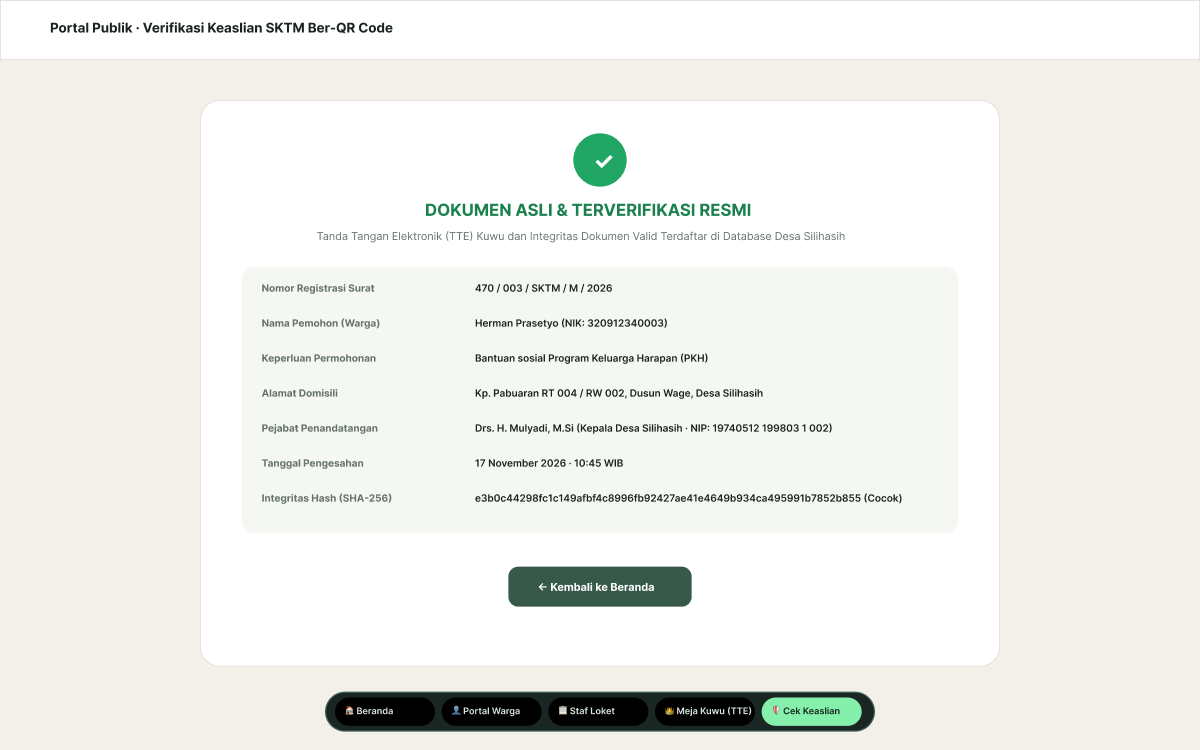 Portal Publik · Verifikasi Keaslian SKTM Ber-QR Code
DOKUMEN ASLI & TERVERIFIKASI RESMI
Tanda Tangan Elektronik (TTE) Kuwu dan Integritas Dokumen Valid Terdaftar di Database Desa Silihasih
Nomor Registrasi Surat 470 / 003 / SKTM / M / 2026
Nama Pemohon (Warga) Herman Prasetyo (NIK: 320912340003)
Keperluan Permohonan Bantuan sosial Program Keluarga Harapan (PKH)
Alamat Domisili Kp. Pabuaran RT 004 / RW 002, Dusun Wage, Desa Silihasih
Pejabat Penandatangan Drs. H. Mulyadi, M.Si (Kepala Desa Silihasih · NIP: 19740512 199803 1 002)
Tanggal Pengesahan 17 November 2026 · 10:45 WIB
Integritas Hash (SHA-256) e3b0c44298fc1c149afbf4c8996fb92427ae41e4649b934ca495991b7852b855 (Cocok)
← Kembali ke Beranda
Beranda Portal Warga Staf Loket Meja Kuwu (TTE) Cek Keaslian